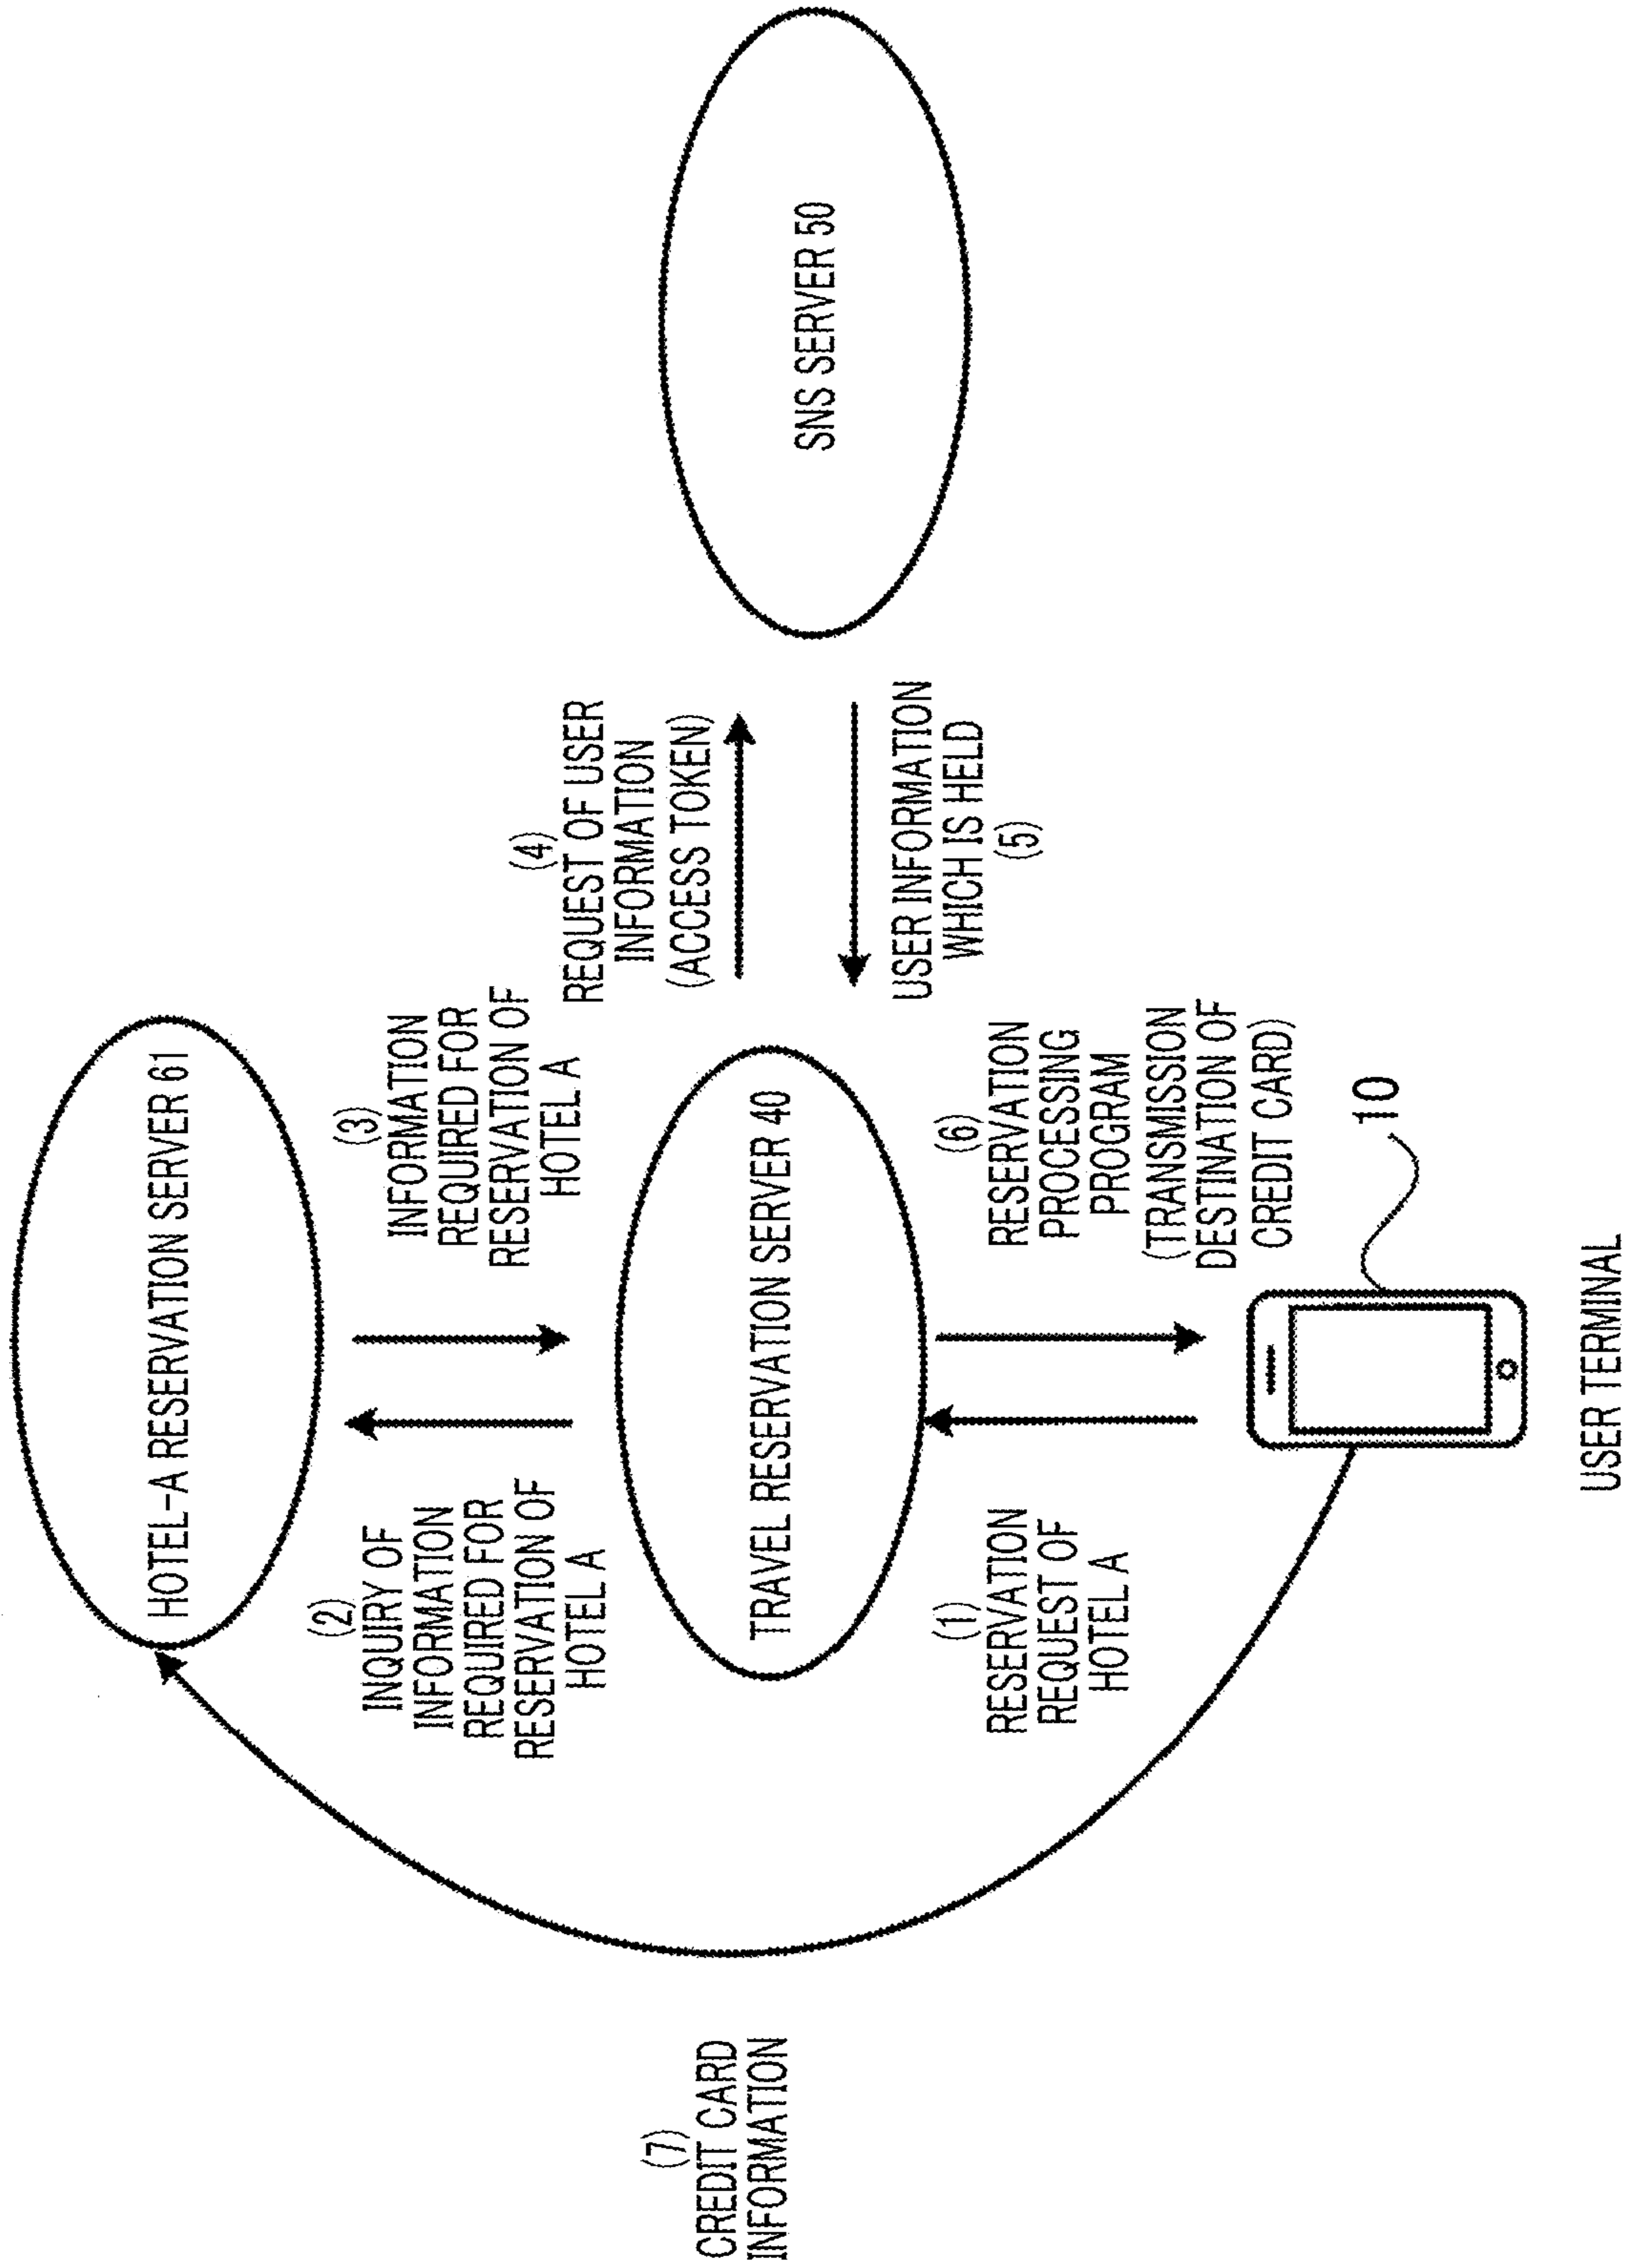 HOTEL-A RESERVATION SERVER 61
(2)
INQUIRY OF
INFORMATION
REQUIRED FOR
RESERVATION OF
HOTEL A
(3)
INFORMATION
REQUIRED FOR
RESERVATION OF
HOTEL A
(7)
CREDIT CARD
INFORMATION
TRAVEL RESERVATION SERVER 40
(4)
REQUEST OF USER
INFORMATION
(ACCESS TOKEN)
USER INFORMATION
WHICH IS HELD
(5)
SNS SERVER 50
(1)
RESERVATION
REQUEST OF
HOTEL A
(6)
RESERVATION
PROCESSING
PROGRAM
(TRANSMISSION
DESTINATION OF
CREDIT CARD)
10
USER TERMINAL